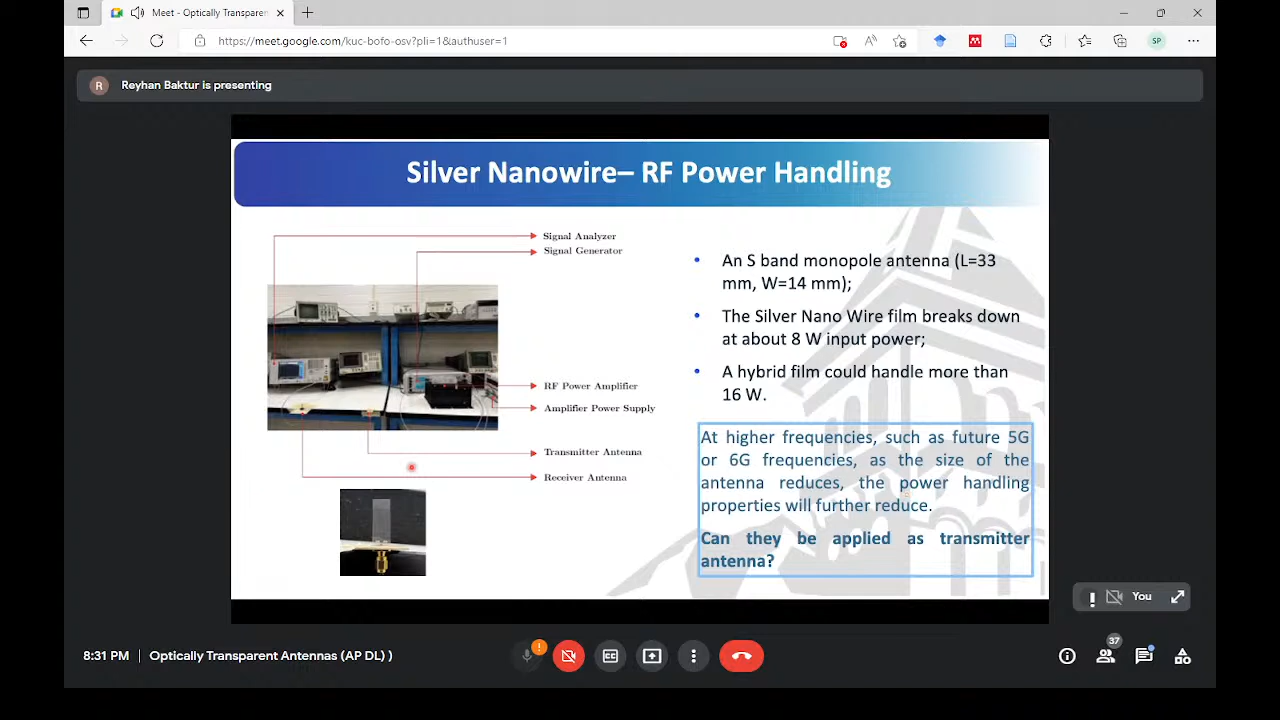 Meet - Optically Transparen
https://meet.google.com/kuc-bofo-osv?pli=1&authuser=1
SP
R
Reyhan Baktur is presenting
Silver Nanowire– RF Power Handling
Signal Analyzer
Signal Generator
RF Power Amplifier
Amplifier Power Supply
Transmitter Antenna
Receiver Antenna
• An S band monopole antenna (L=33
mm, W=14 mm);
• The Silver Nano Wire film breaks down
at about 8 W input power;
• A hybrid film could handle more than
16 W.
At higher frequencies, such as future 5G
or 6G frequencies, as the size of the
antenna reduces, the power handling
properties will further reduce.
Can they be applied as transmitter
antenna?
You
8:31 PM | Optically Transparent Antennas (AP DL) )
37